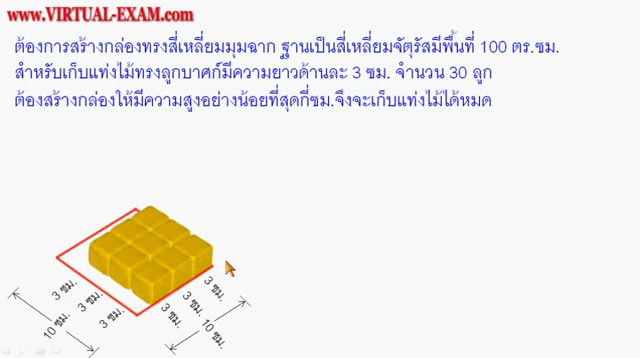 www.VIRTUAL-EXAM.com
ต้องการสร้างกล่องทรงสี่เหลี่ยมมุมฉาก ฐานเป็นสี่เหลี่ยมจัตุรัสมีพื้นที่ 100 ตร.ซม.
สำหรับเก็บแท่งไม้ทรงลูกบาศก์มีความยาวด้านละ 3 ซม. จำนวน 30 ลูก
ต้องสร้างกล่องให้มีความสูงอย่างน้อยที่สุดกี่ซม.จึงจะเก็บแท่งไม้ได้หมด
3 ซม.
3 ซม.
3 ซม.
10 ซม.
3 ซม.
3 ซม.
3 ซม.
10 ซม.